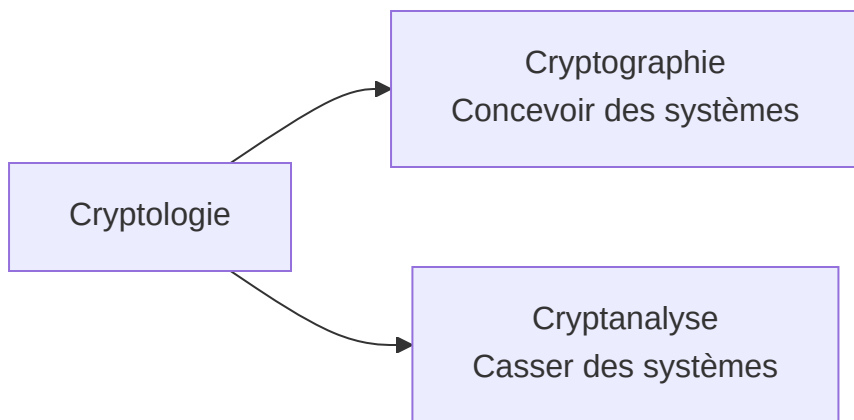 Cryptographie
Concevoir des systèmes
Cryptologie
Cryptanalyse
Casser des systèmes